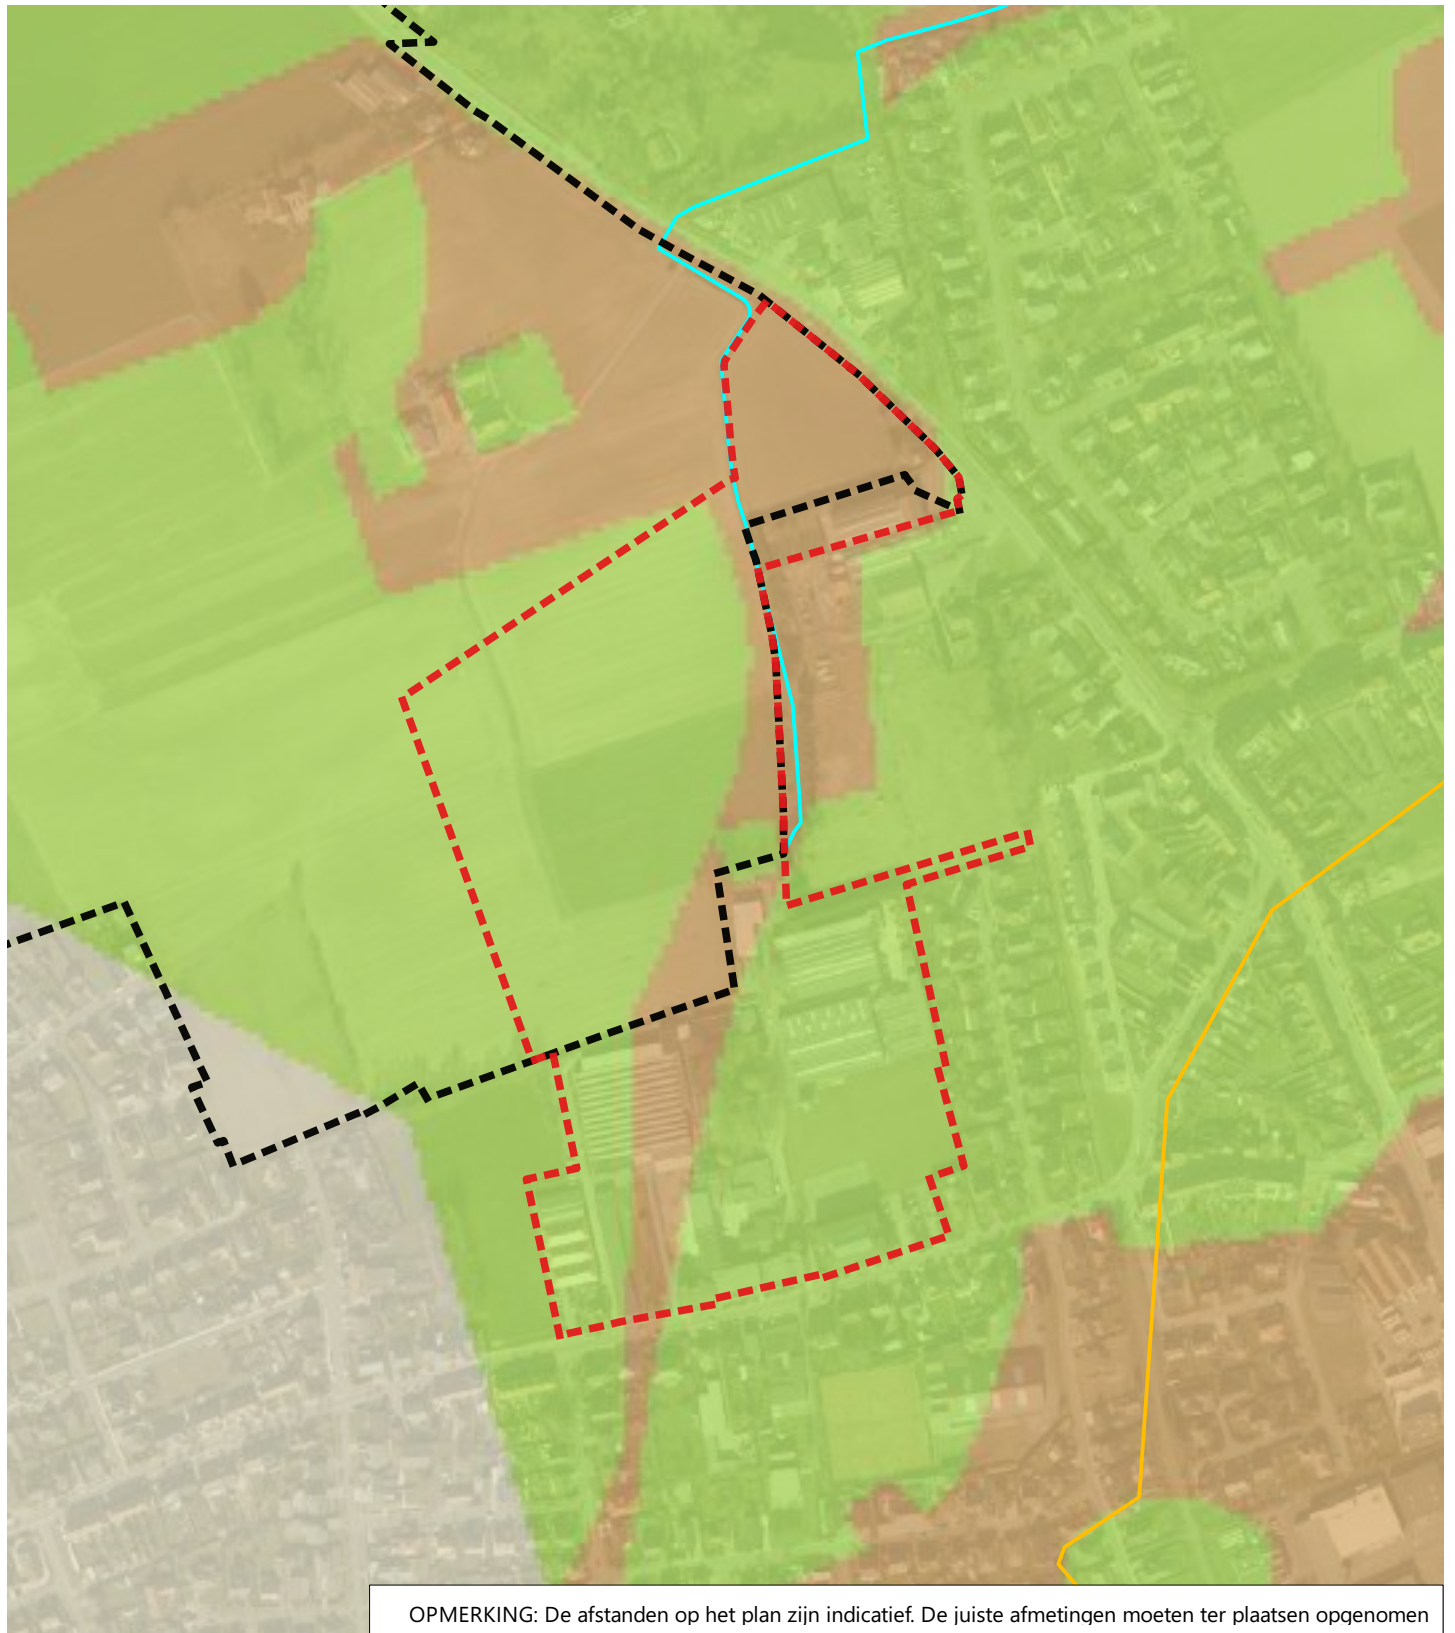 OPMERKING: De afstanden op het plan zijn indicatief. De juiste afmetingen moeten ter plaatsen opgenomen